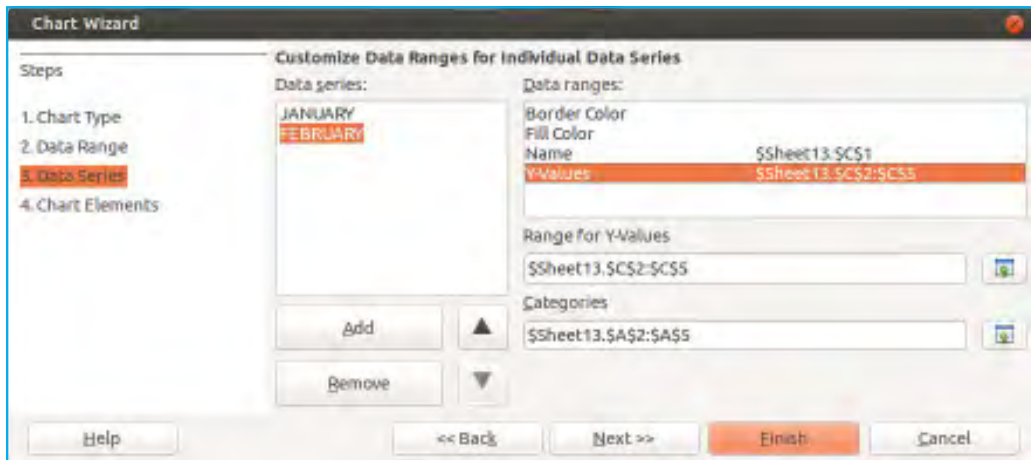 Chart Wizard
Steps
1. Chart Type
2. Data Range
3. Data Series
4. Chart Elements
Customize Data Ranges for Individual Data Series
Data series:
JANUARY
FEBRUARY
Add
Remove
Data ranges:
Border Color
Fill Color
Name $Sheet13.$C$1
Y-Values $Sheet13.$C$2:$C$5
Range for Y-Values
$Sheet13.$C$2:$C$5
Categories
$Sheet13.$A$2:$A$5
Help << Back Next >> Finish Cancel